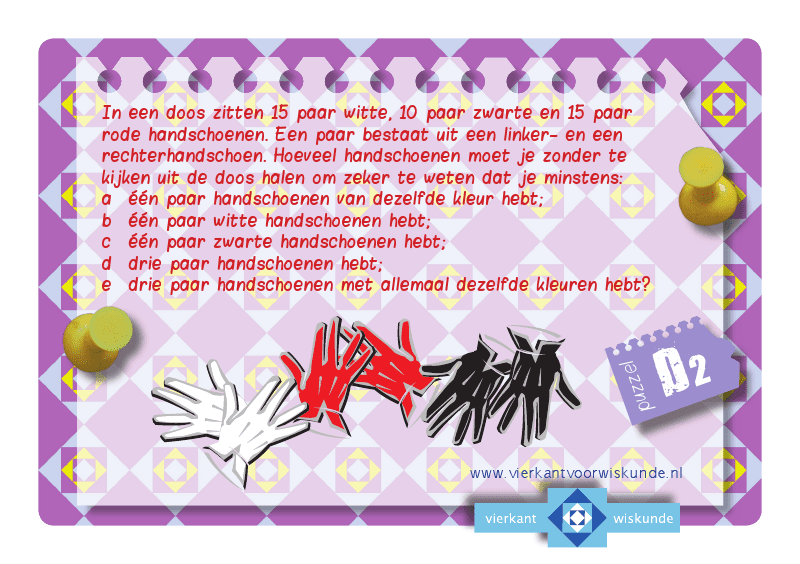 In een doos zitten 15 paar witte, 10 paar zwarte en 15 paar
rode handschoenen. Een paar bestaat uit een linker- en een
rechterhandschoen. Hoeveel handschoenen moet je zonder te
kijken uit de doos halen om zeker te weten dat je minstens:
a één paar handschoenen van dezelfde kleur hebt;
b één paar witte handschoenen hebt;
c één paar zwarte handschoenen hebt;
d drie paar handschoenen hebt;
e drie paar handschoenen met allemaal dezelfde kleuren hebt?
puzzel D2
www.vierkantvoorwiskunde.nl
vierkant wiskunde